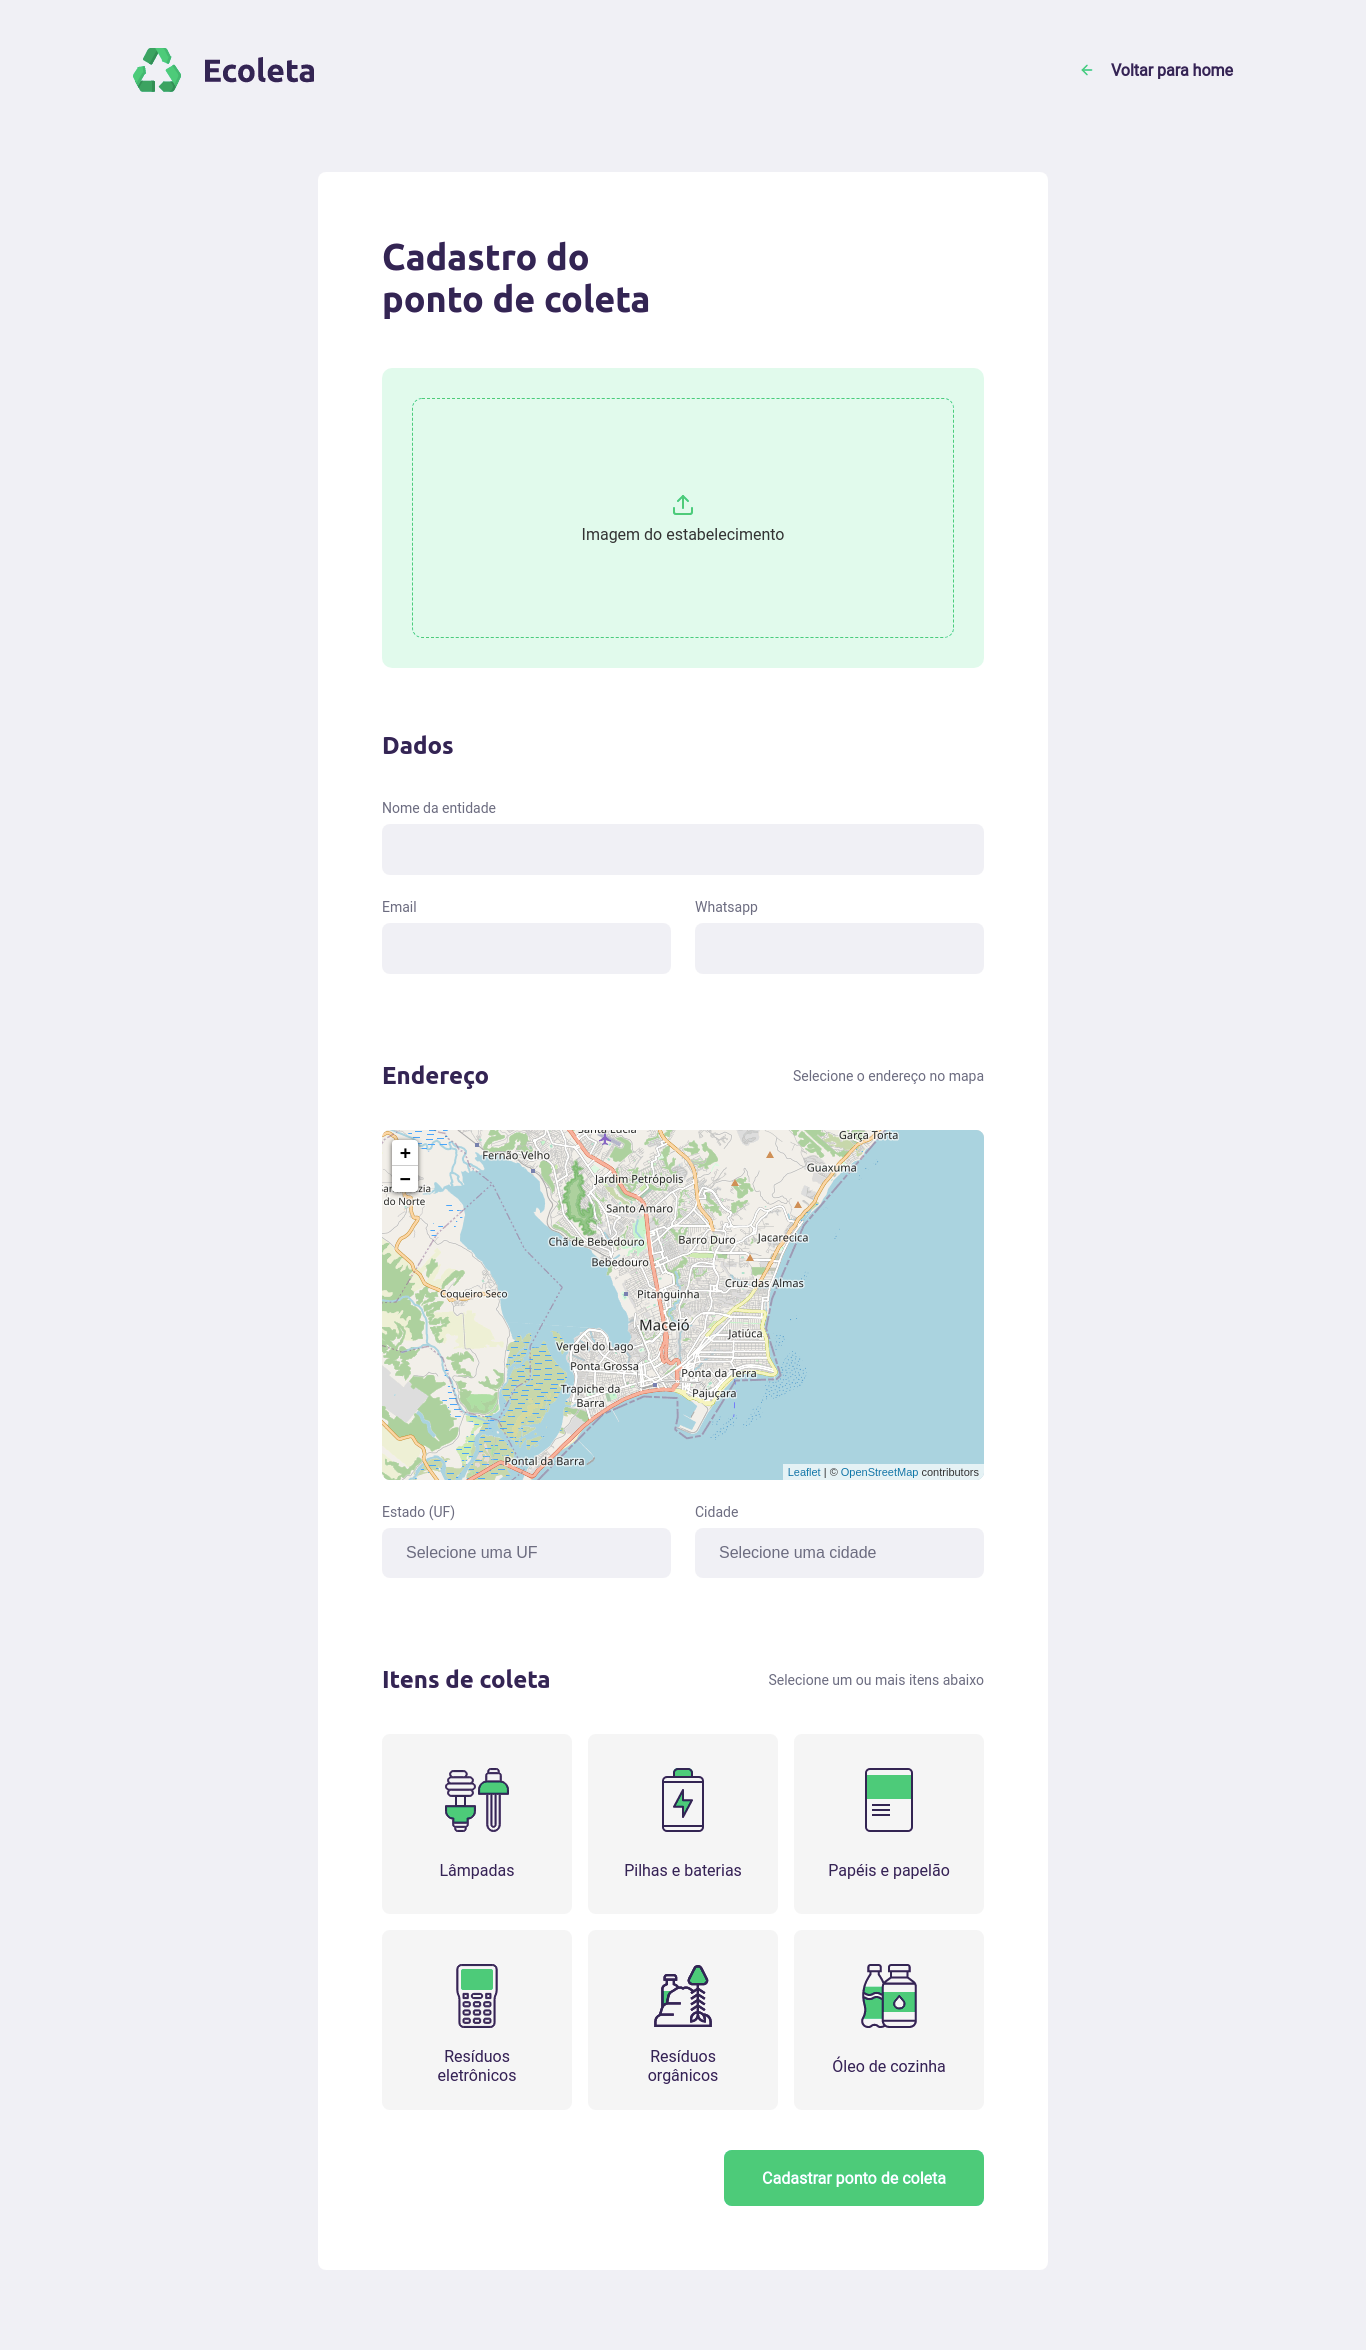 Ecoleta
Voltar para home
Cadastro do
ponto de coleta
Imagem do estabelecimento
Dados
Nome da entidade
Email
Whatsapp
Endereço
Selecione o endereço no mapa
+
−
Santa Lúcia
Garça Torta
Fernão Velho
Guaxuma
Jardim Petrópolis
do Norte
Santo Amaro
Chã de Bebedouro
Barro Duro
Jacarecica
Bebedouro
Cruz das Almas
Coqueiro Seco
Pitanguinha
Maceió
Jatiúca
Vergel do Lago
Ponta Grossa
Ponta da Terra
Trapiche da
Barra
Pajuçara
Pontal da Barra
Leaflet | © OpenStreetMap contributors
Estado (UF)
Cidade
Selecione uma UF
Selecione uma cidade
Itens de coleta
Selecione um ou mais itens abaixo
Lâmpadas
Pilhas e baterias
Papéis e papelão
Resíduos
eletrônicos
Resíduos
orgânicos
Óleo de cozinha
Cadastrar ponto de coleta